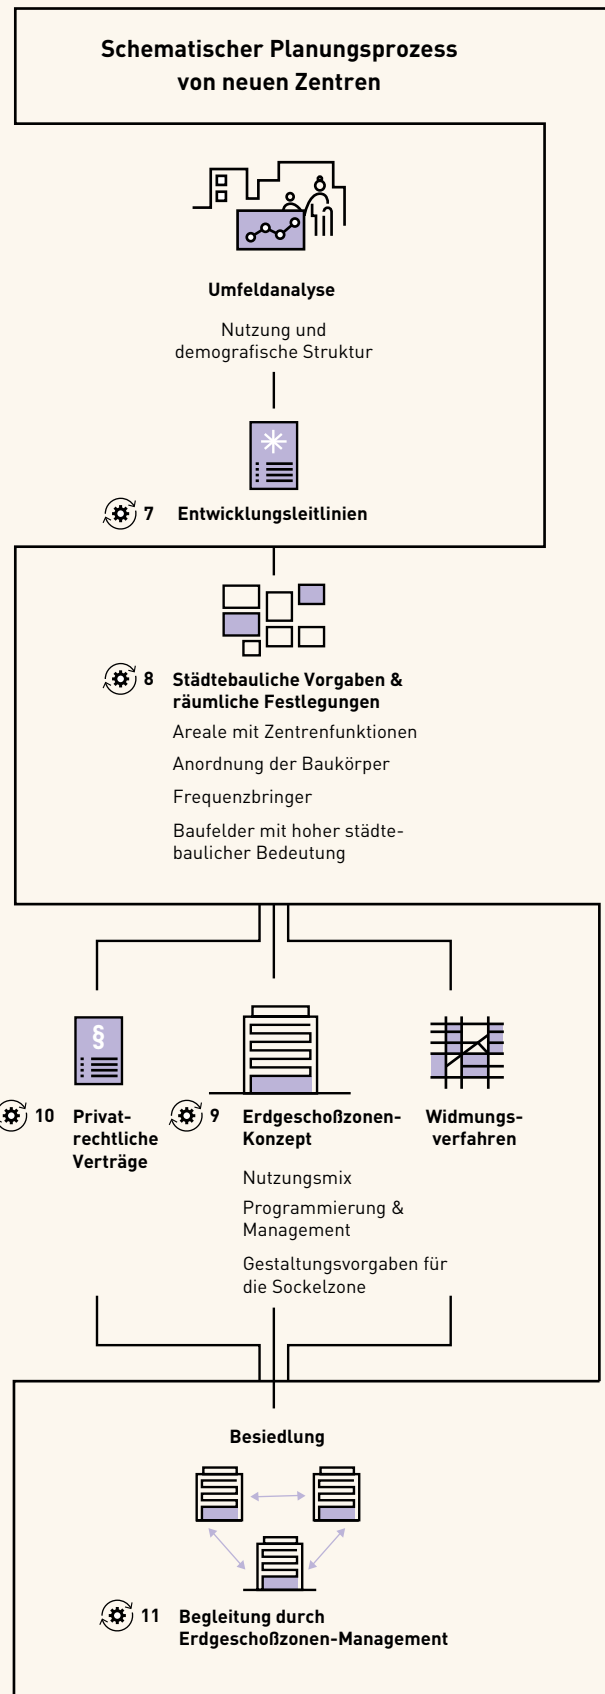 Schematischer Planungsprozess
von neuen Zentren
Umfeldanalyse
Nutzung und
demografische Struktur
7 Entwicklungsleitlinien
8 Städtebauliche Vorgaben &
räumliche Festlegungen
Areale mit Zentrenfunktionen
Anordnung der Baukörper
Frequenzbringer
Baufelder mit hoher städte-
baulicher Bedeutung
§
10 Privat-
rechtliche
Verträge
9 Erdgeschoßzonen-
Konzept
Nutzungsmix
Programmierung &
Management
Gestaltungsvorgaben für
die Sockelzone
Widmungs-
verfahren
Besiedlung
11 Begleitung durch
Erdgeschoßzonen-Management